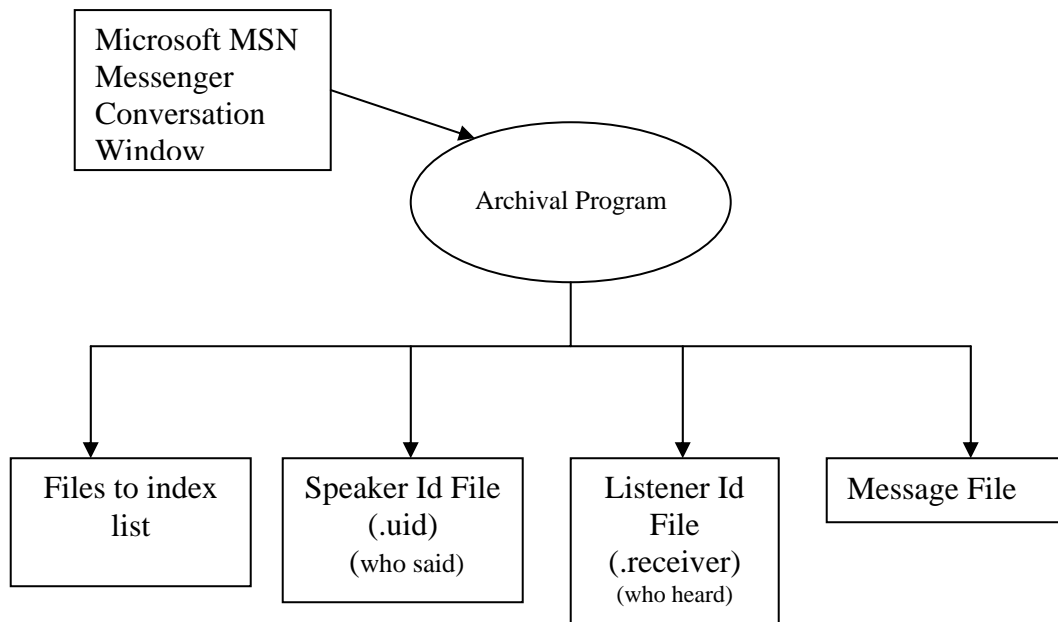 Microsoft MSN
Messenger
Conversation
Window
Archival Program
Files to index
list
Speaker Id File
(.uid)
(who said)
Listener Id
File
(.receiver)
(who heard)
Message File